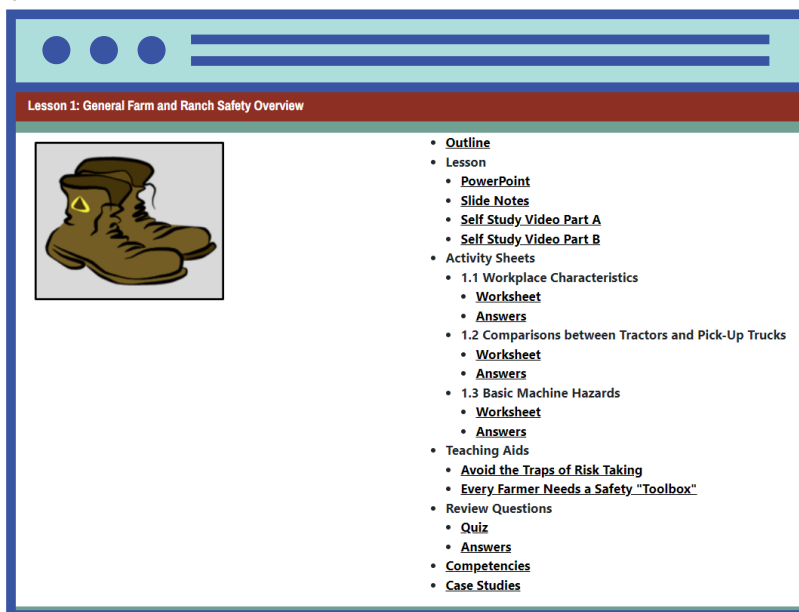 Lesson 1: General Farm and Ranch Safety Overview
Outline
Lesson
PowerPoint
Slide Notes
Self Study Video Part A
Self Study Video Part B
Activity Sheets
1.1 Workplace Characteristics
Worksheet
Answers
1.2 Comparisons between Tractors and Pick-Up Trucks
Worksheet
Answers
1.3 Basic Machine Hazards
Worksheet
Answers
Teaching Aids
Avoid the Traps of Risk Taking
Every Farmer Needs a Safety "Toolbox"
Review Questions
Quiz
Answers
Competencies
Case Studies